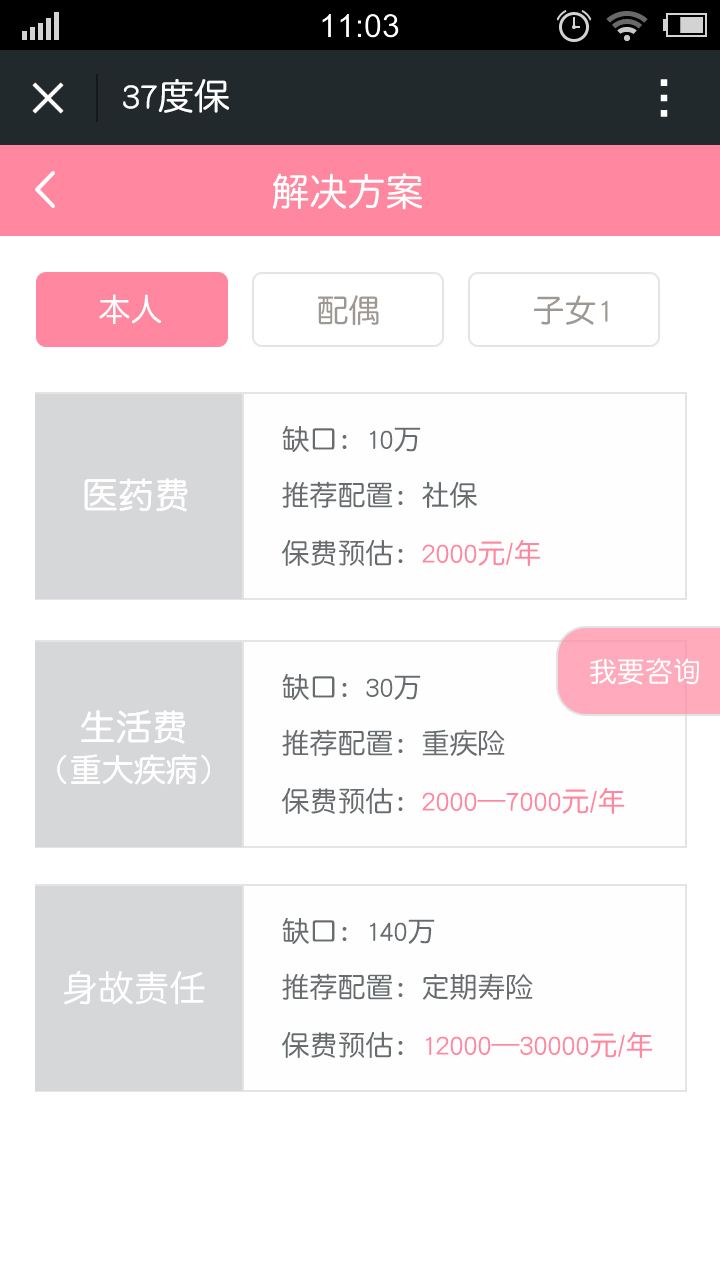 11:03
37度保
解决方案
本人
配偶
子女1
医药费
缺口：10万
推荐配置：社保
保费预估：2000元/年
我要咨询
生活费
（重大疾病）
缺口：30万
推荐配置：重疾险
保费预估：2000—7000元/年
身故责任
缺口：140万
推荐配置：定期寿险
保费预估：12000—30000元/年